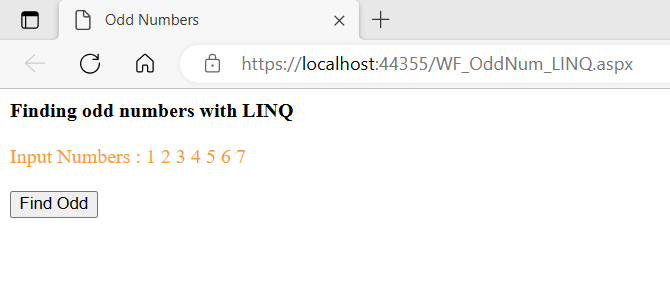 Odd Numbers
https://localhost:44355/WF_OddNum_LINQ.aspx
Finding odd numbers with LINQ
Input Numbers : 1 2 3 4 5 6 7
Find Odd